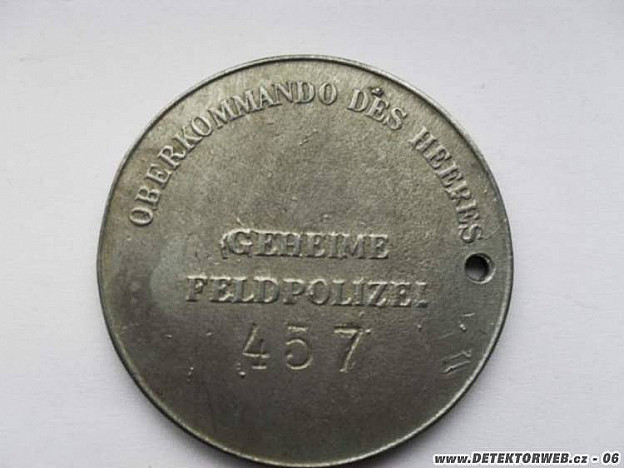 OBERKOMMANDO DES HEERES
GEHEIME
FELDPOLIZEI
457
www.DETEKTORWEB.cz - 06